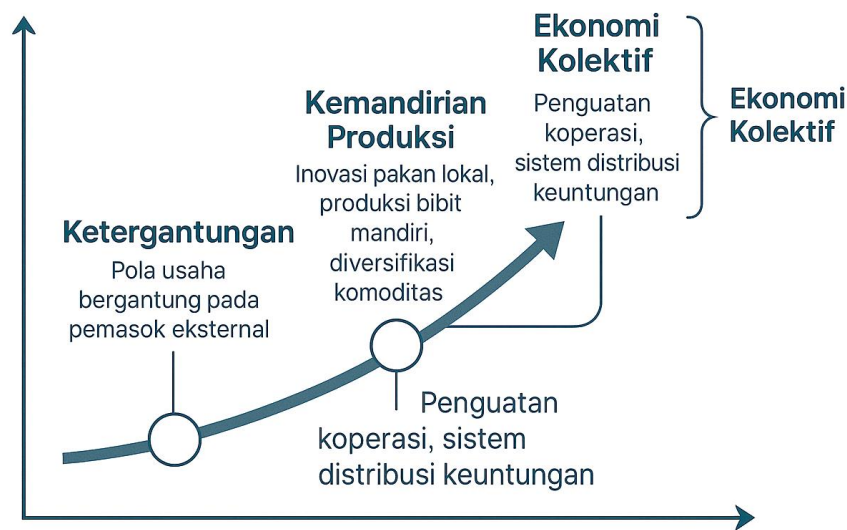 Ketergantungan
Pola usaha
bergantung pada
pemasok eksternal
Kemandirian
Produksi
Inovasi pakan lokal,
produksi bibit
mandiri,
diversifikasi
komoditas
Penguatan
koperasi, sistem
distribusi keuntungan
Ekonomi
Kolektif
Penguatan
koperasi,
sistem distribusi
keuntungan
Ekonomi
Kolektif